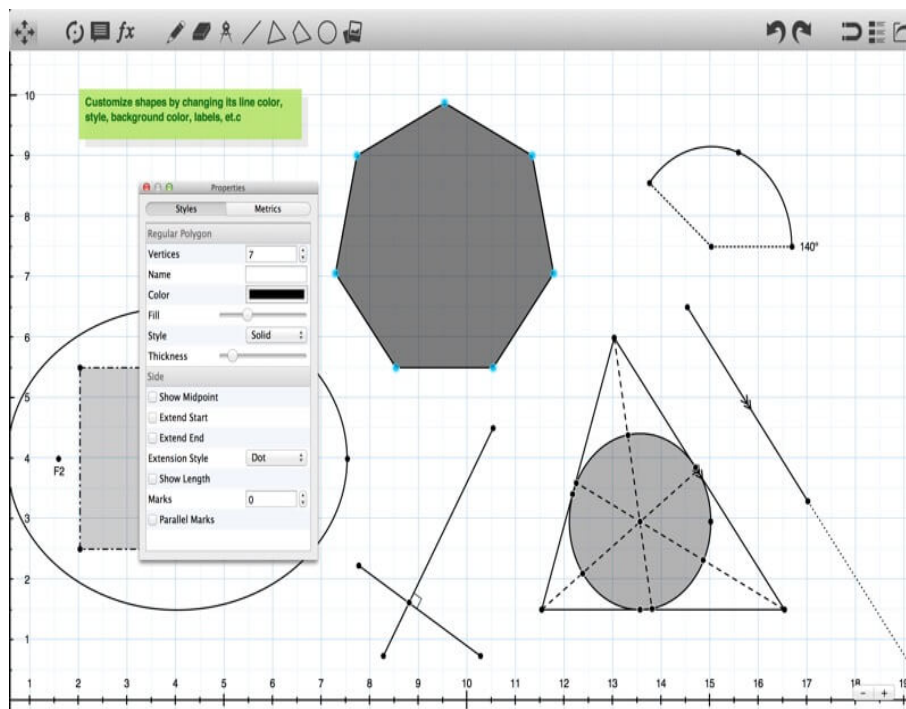 fx
10
Customize shapes by changing its line color,
style, background color, labels, et.c
9
8
7
6
5
4
3
2
1
Properties
Styles Metrics
Regular Polygon
Vertices 7
Name
Color
Fill
Style Solid
Thickness
Side
Show Midpoint
Extend Start
Extend End
Extension Style Dot
Show Length
Marks 0
Parallel Marks
F2
140°
1 2 3 4 5 6 7 8 9 10 11 12 13 14 15 16 17 18 19
- +